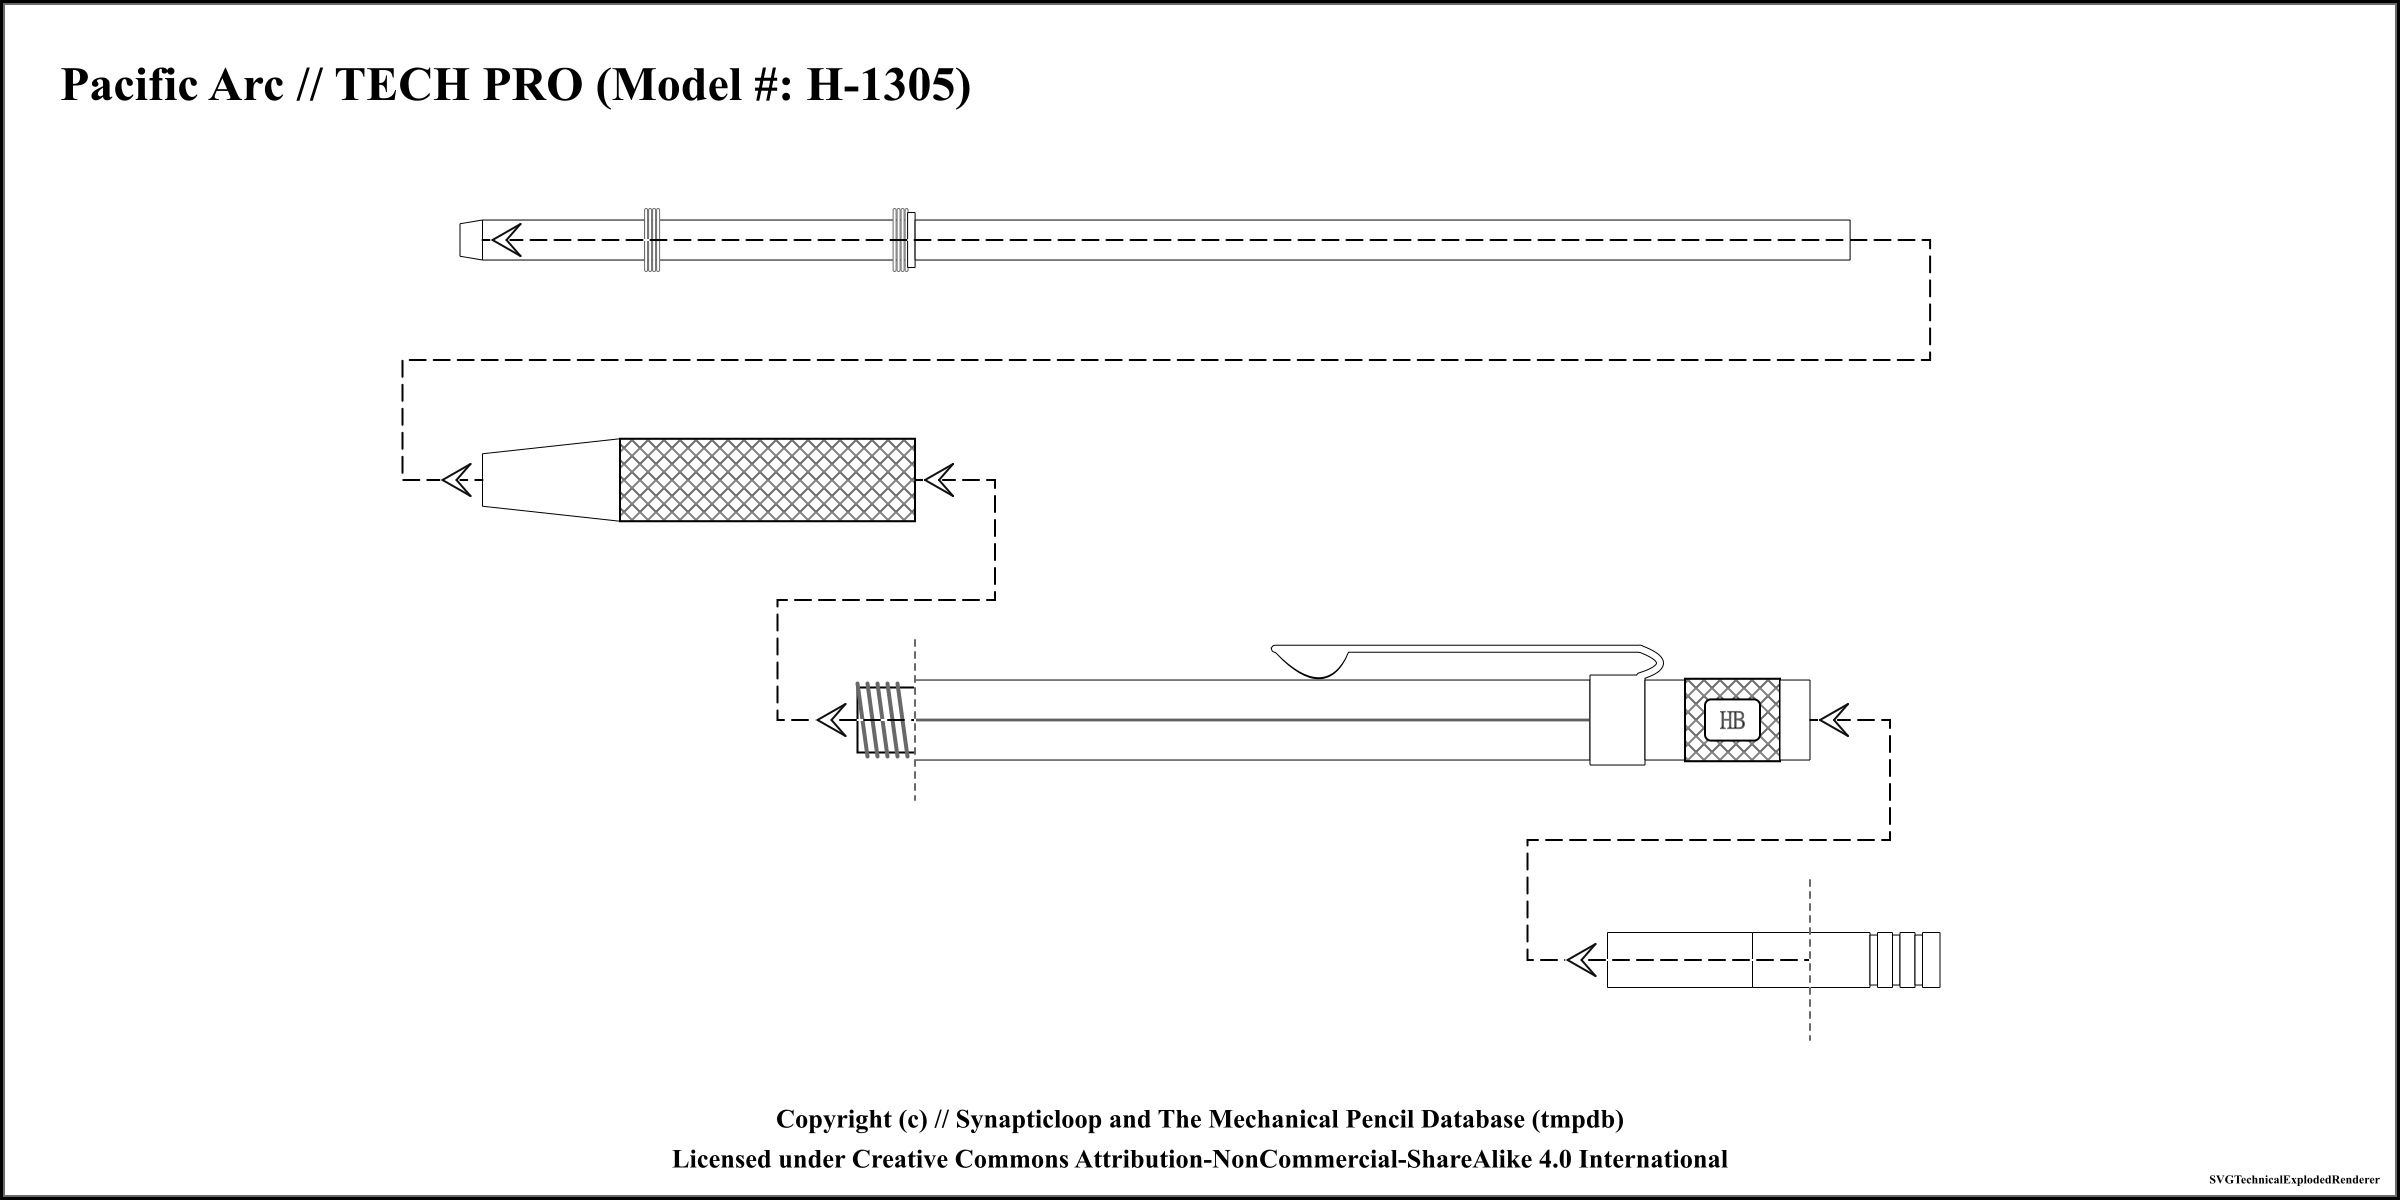 Pacific Arc // TECH PRO (Model #: H-1305)
HB
Copyright (c) // Synapticloop and The Mechanical Pencil Database (tmpdb)
Licensed under Creative Commons Attribution-NonCommercial-ShareAlike 4.0 International
SVGTechnicalExplodedRenderer